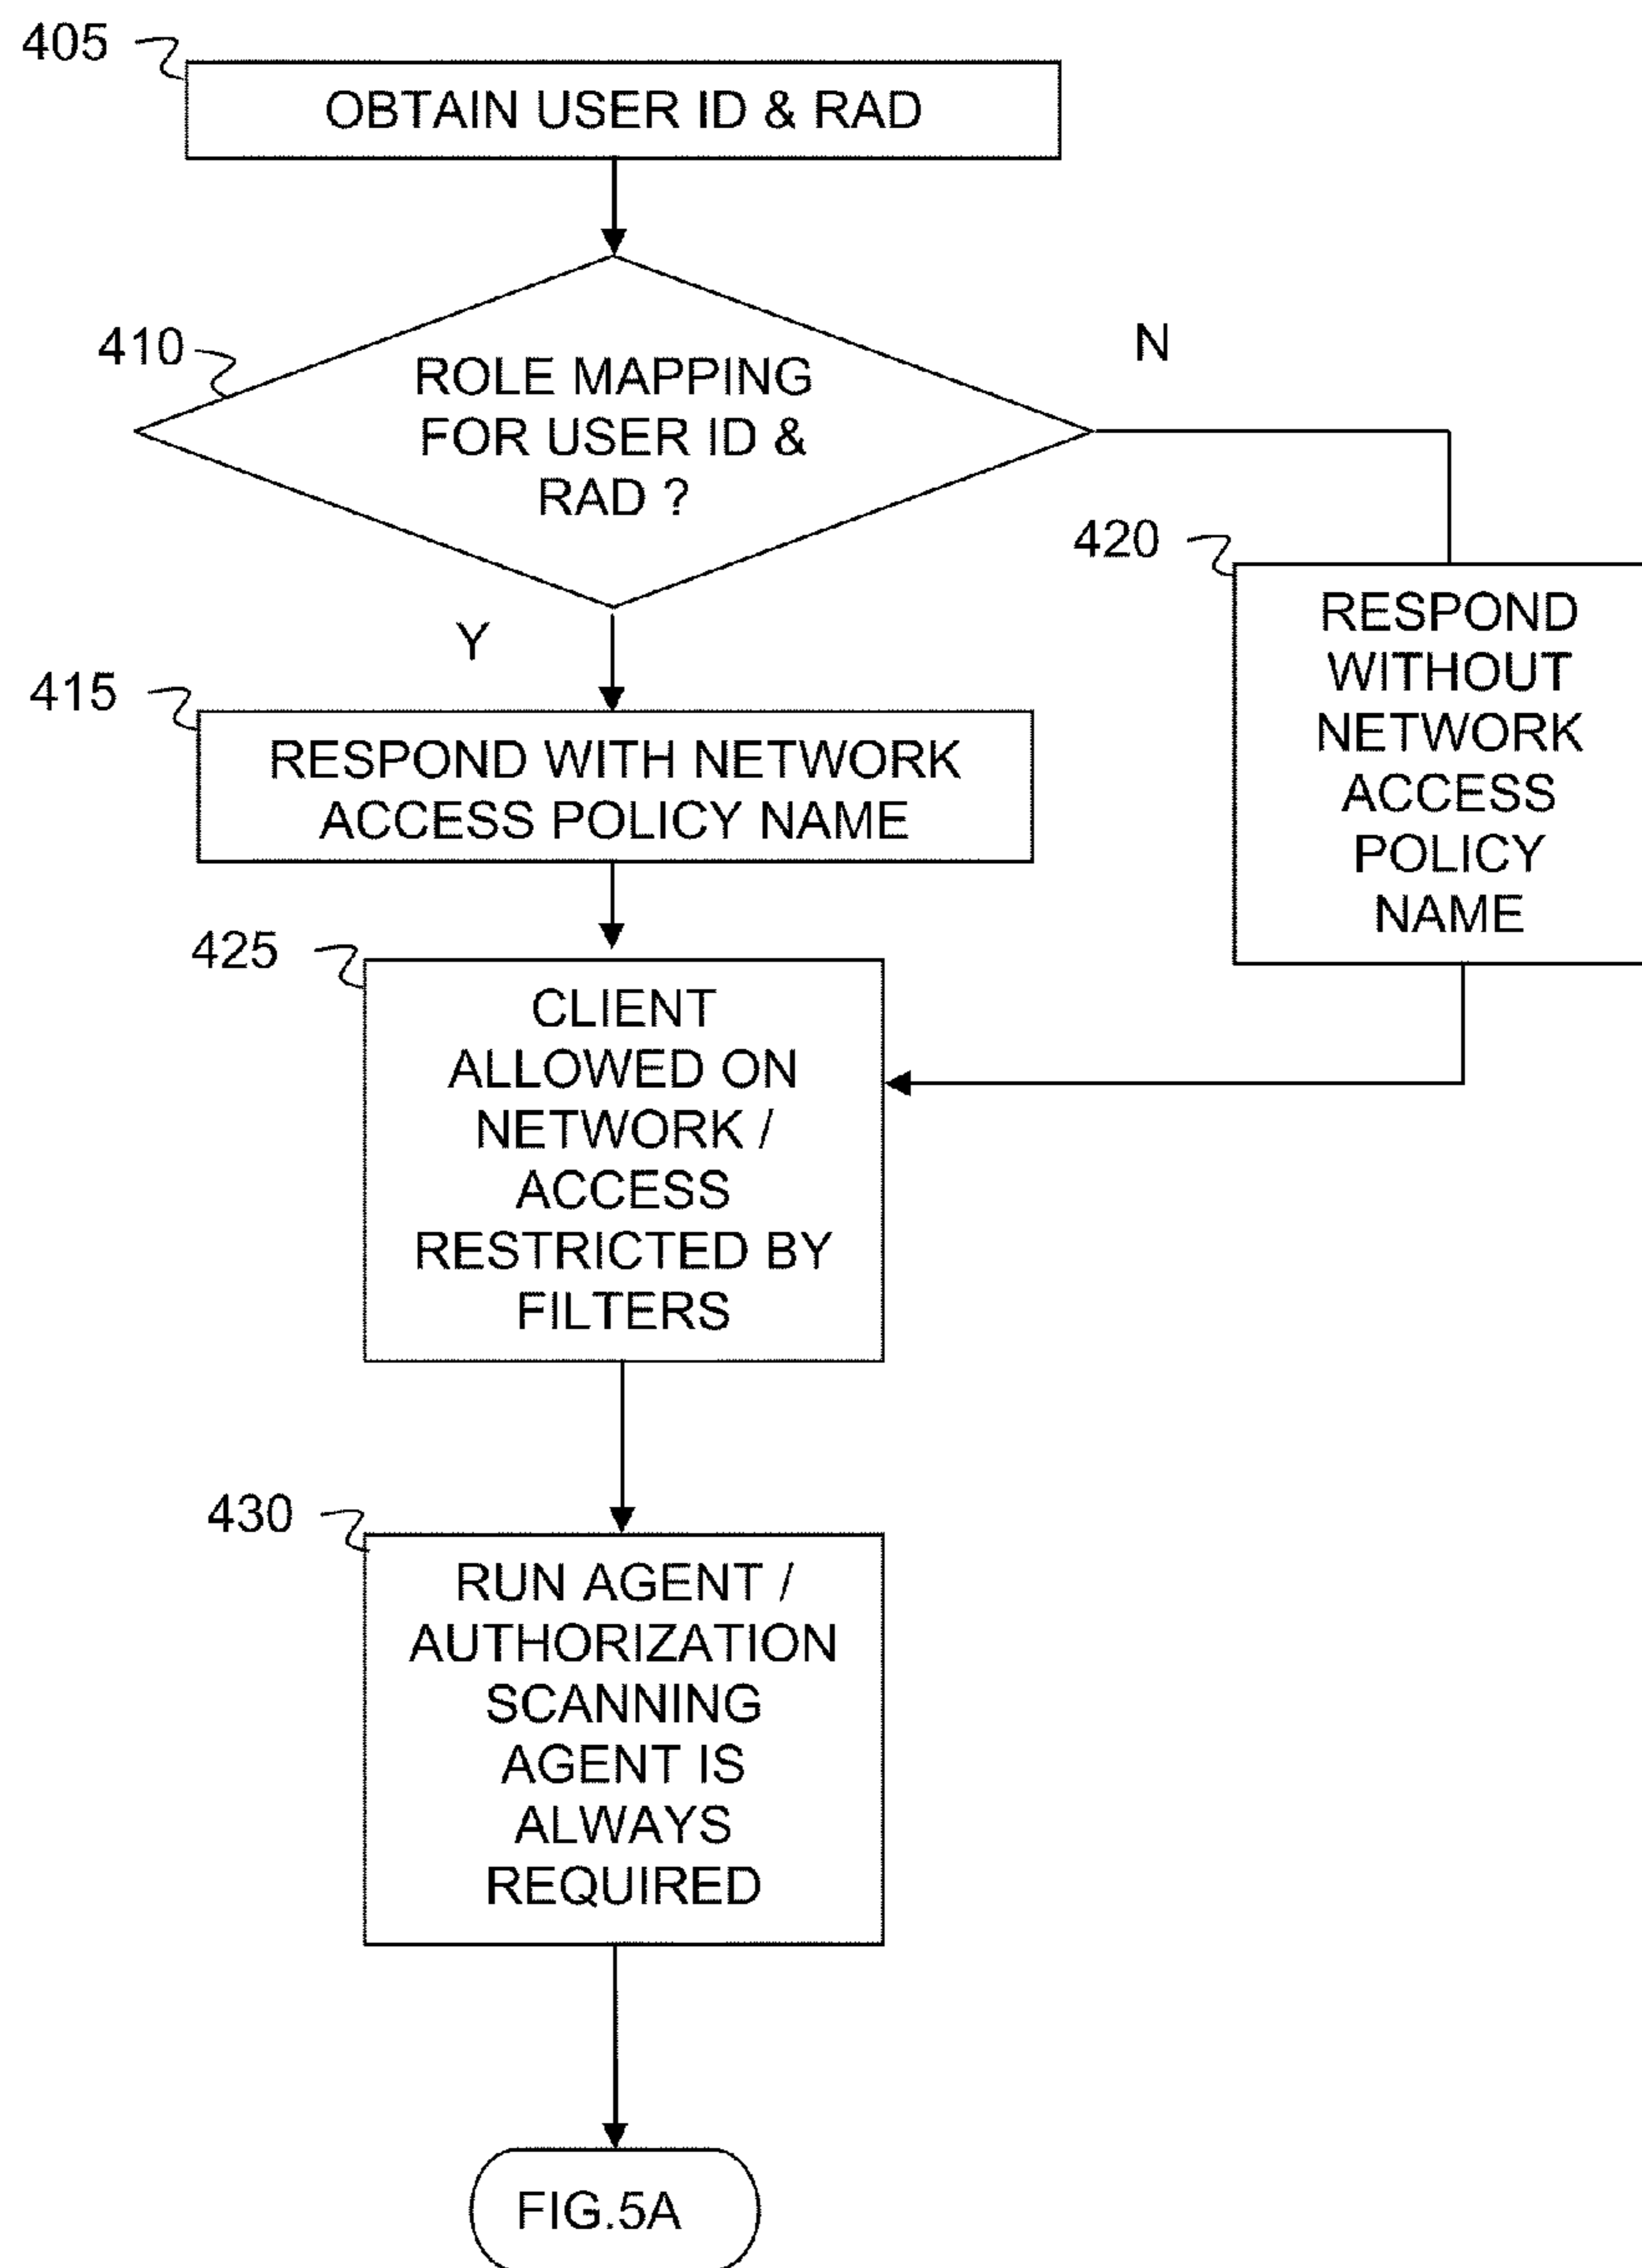 405
OBTAIN USER ID & RAD
410
ROLE MAPPING
FOR USER ID &
RAD ?
N
Y
420
RESPOND
WITHOUT
NETWORK
ACCESS
POLICY
NAME
415
RESPOND WITH NETWORK
ACCESS POLICY NAME
425
CLIENT
ALLOWED ON
NETWORK /
ACCESS
RESTRICTED BY
FILTERS
430
RUN AGENT /
AUTHORIZATION
SCANNING
AGENT IS
ALWAYS
REQUIRED
FIG.5A